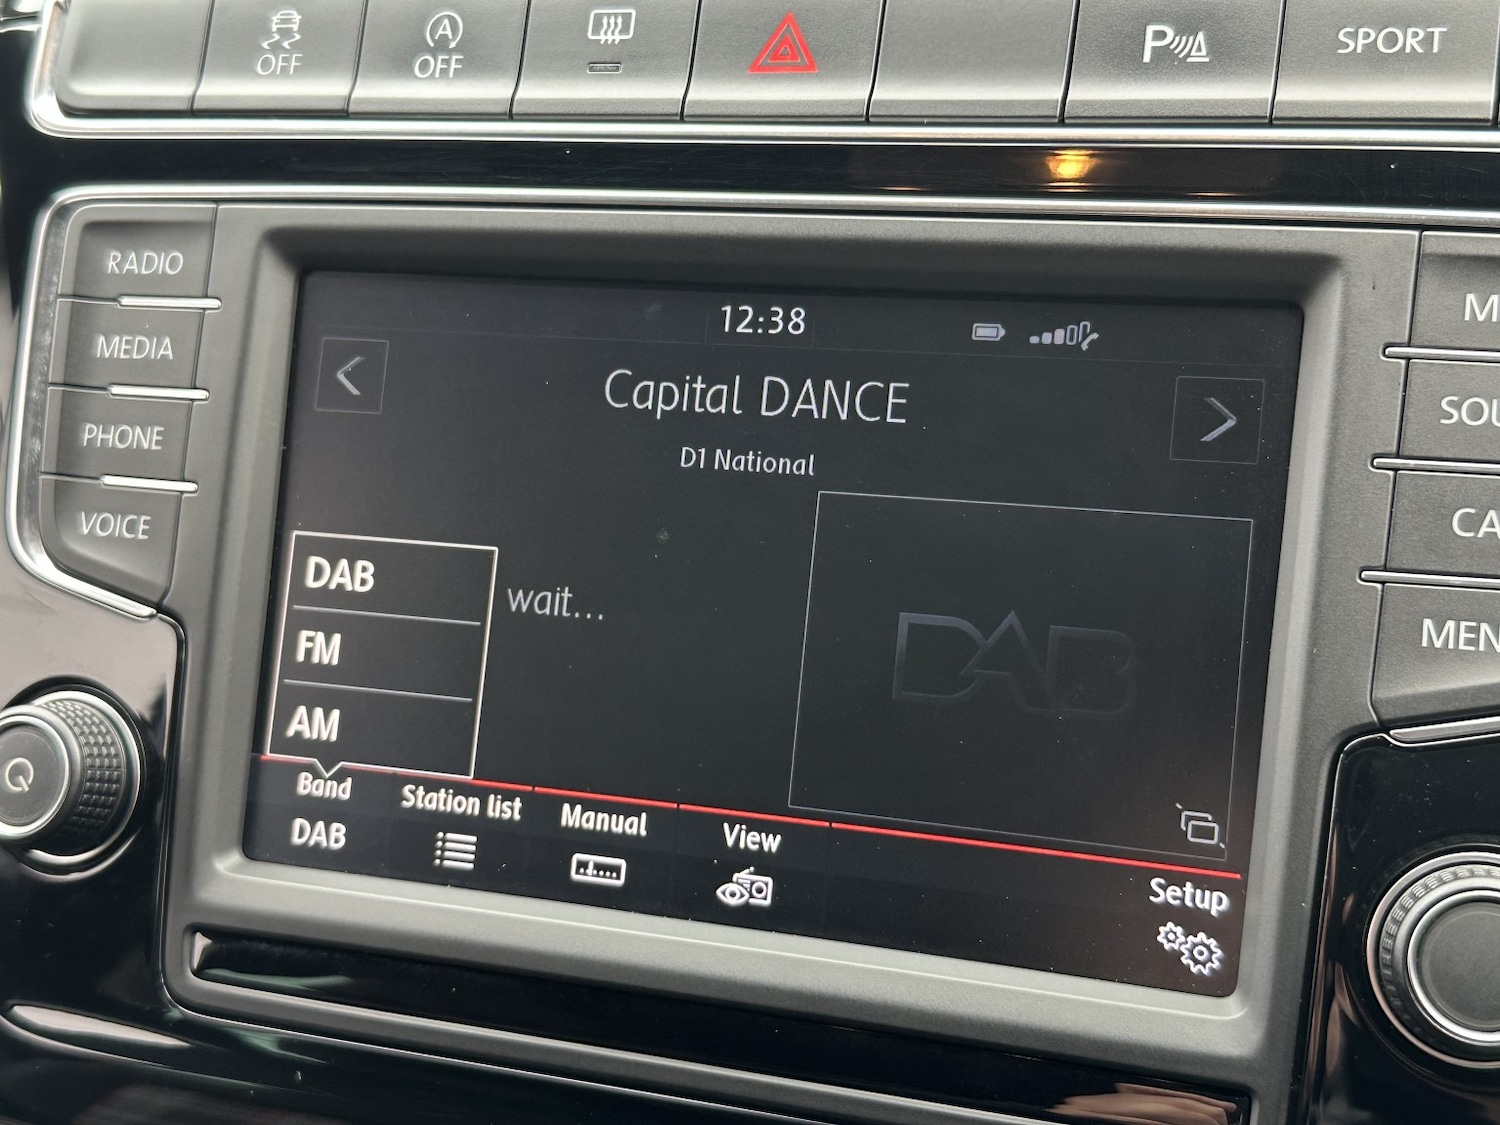 OFF
A
OFF
P
SPORT
RADIO
MEDIA
PHONE
VOICE
12:38
Capital DANCE
D1 National
DAB
FM
AM
wait...
DAB
Band
DAB
Station list
Manual
View
Setup